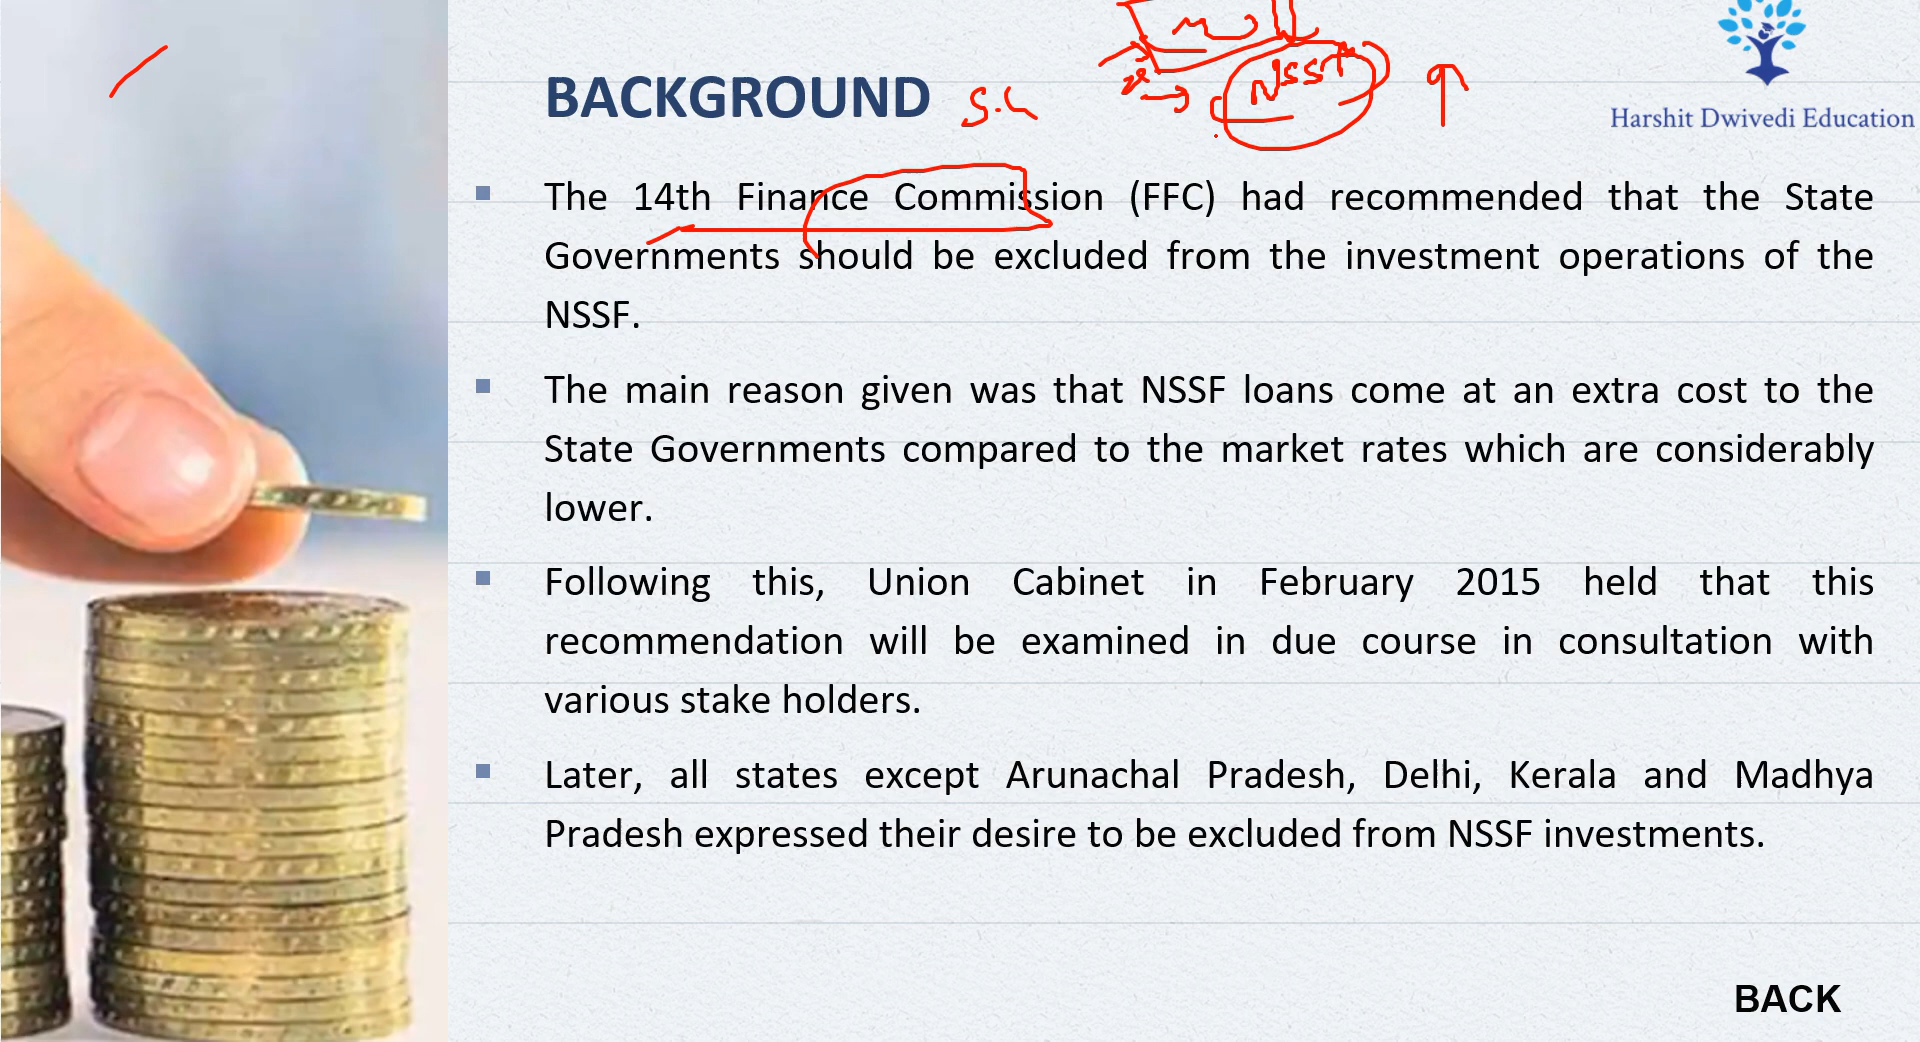 BACKGROUND
S.G
NSSF
Harshit Dwivedi Education
The 14th Finance Commission (FFC) had recommended that the State
Governments should be excluded from the investment operations of the
NSSF.
The main reason given was that NSSF loans come at an extra cost to the
State Governments compared to the market rates which are considerably
lower.
Following this, Union Cabinet in February 2015 held that this
recommendation will be examined in due course in consultation with
various stake holders.
Later, all states except Arunachal Pradesh, Delhi, Kerala and Madhya
Pradesh expressed their desire to be excluded from NSSF investments.
BACK